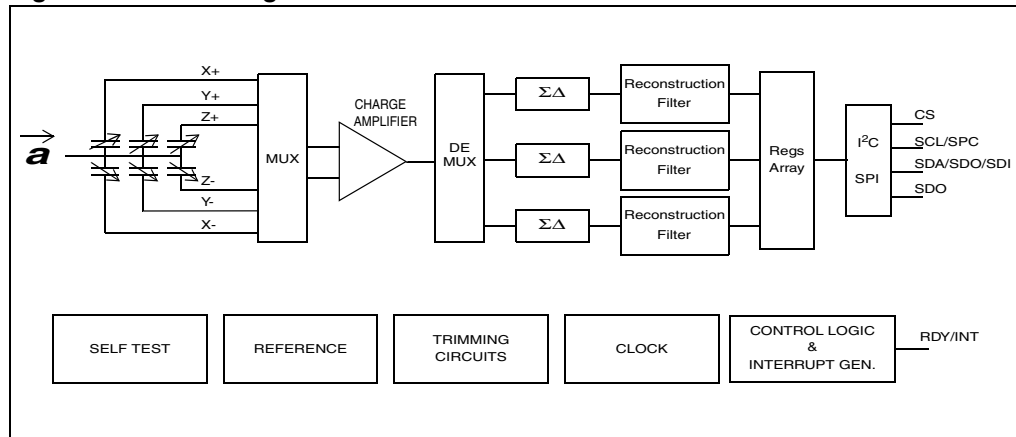 X+
Y+
Z+
a
Z-
Y-
X-
MUX
CHARGE
AMPLIFIER
DE
MUX
ΣΔ
ΣΔ
ΣΔ
Reconstruction
Filter
Reconstruction
Filter
Reconstruction
Filter
Regs
Array
I²C
SPI
CS
SCL/SPC
SDA/SDO/SDI
SDO
SELF TEST
REFERENCE
TRIMMING
CIRCUITS
CLOCK
CONTROL LOGIC
&
INTERRUPT GEN.
RDY/INT